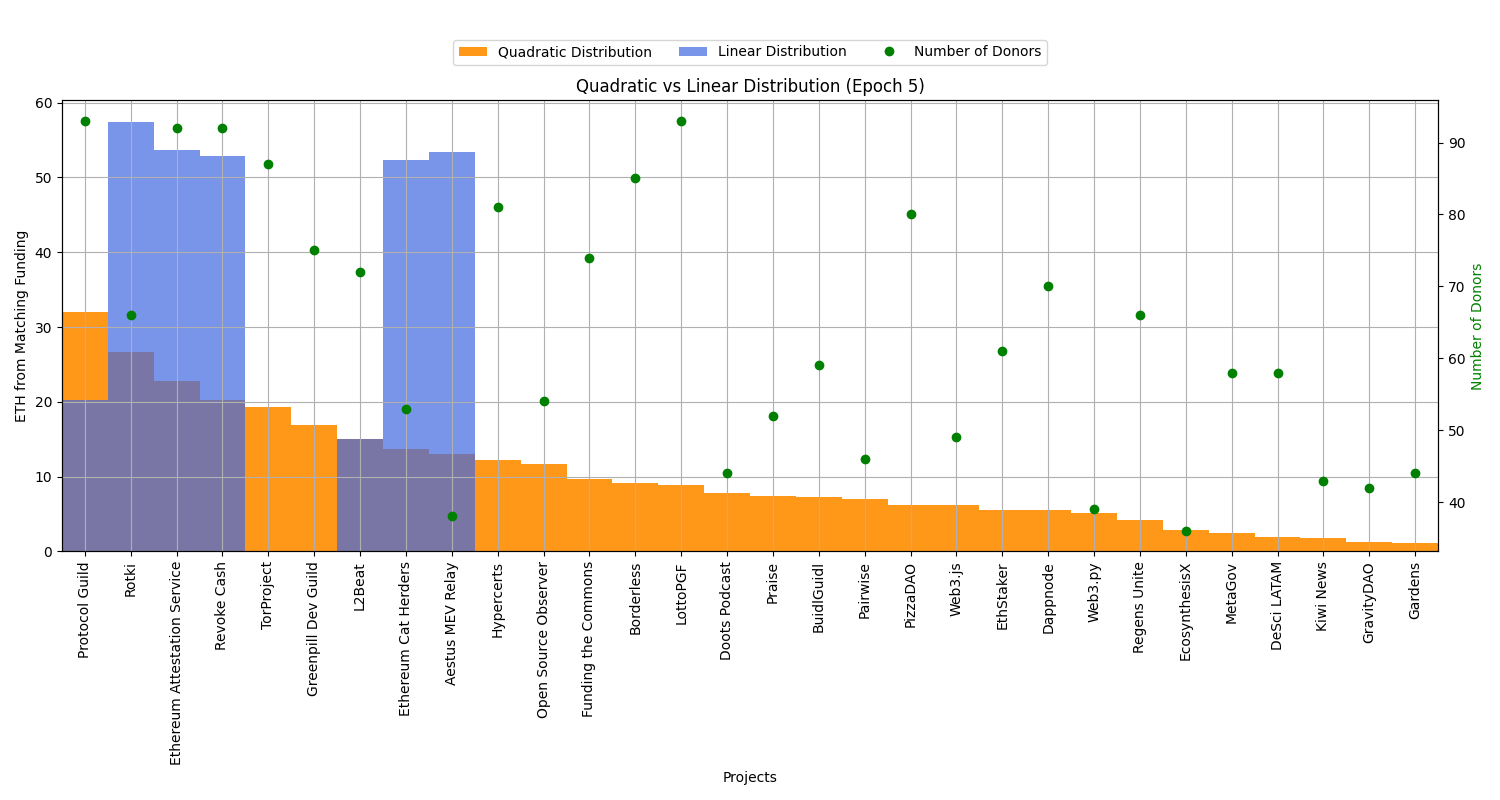 Quadratic Distribution Linear Distribution Number of Donors
Quadratic vs Linear Distribution (Epoch 5)
60
50
40
30
20
10
0
ETH from Matching Funding
90
80
70
60
50
40
Number of Donors
Protocol Guild
Rotki
Ethereum Attestation Service
Revoke Cash
TorProject
Greenpill Dev Guild
L2Beat
Ethereum Cat Herders
Aestus MEV Relay
Hypercerts
Open Source Observer
Funding the Commons
Borderless
LottoPGF
Doots Podcast
Praise
BuidlGuidl
Pairwise
PizzaDAO
Web3.js
EthStaker
Dappnode
Web3.py
Regens Unite
EcosynthesisX
MetaGov
DeSci LATAM
Kiwi News
GravityDAO
Gardens
Projects